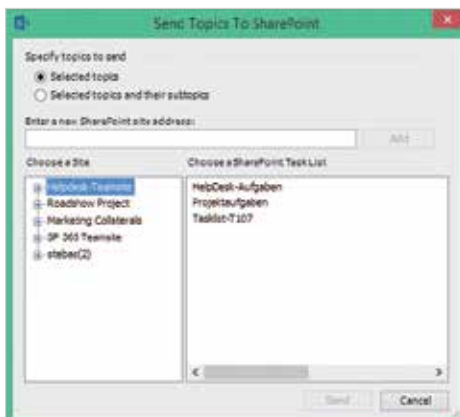 Send Topics To SharePoint
Specify topics to send
Selected topics
Selected topics and their subtopics
Enter a new SharePoint site address:
Add
Choose a Site
Choose a SharePoint Task List
Helpdesk-Teamsite
Roadshow Project
Marketing Collaterals
SP 365 Teamsite
stebas(2)
HelpDesk-Aufgaben
Projektaufgaben
Tasklist-T107
Send
Cancel